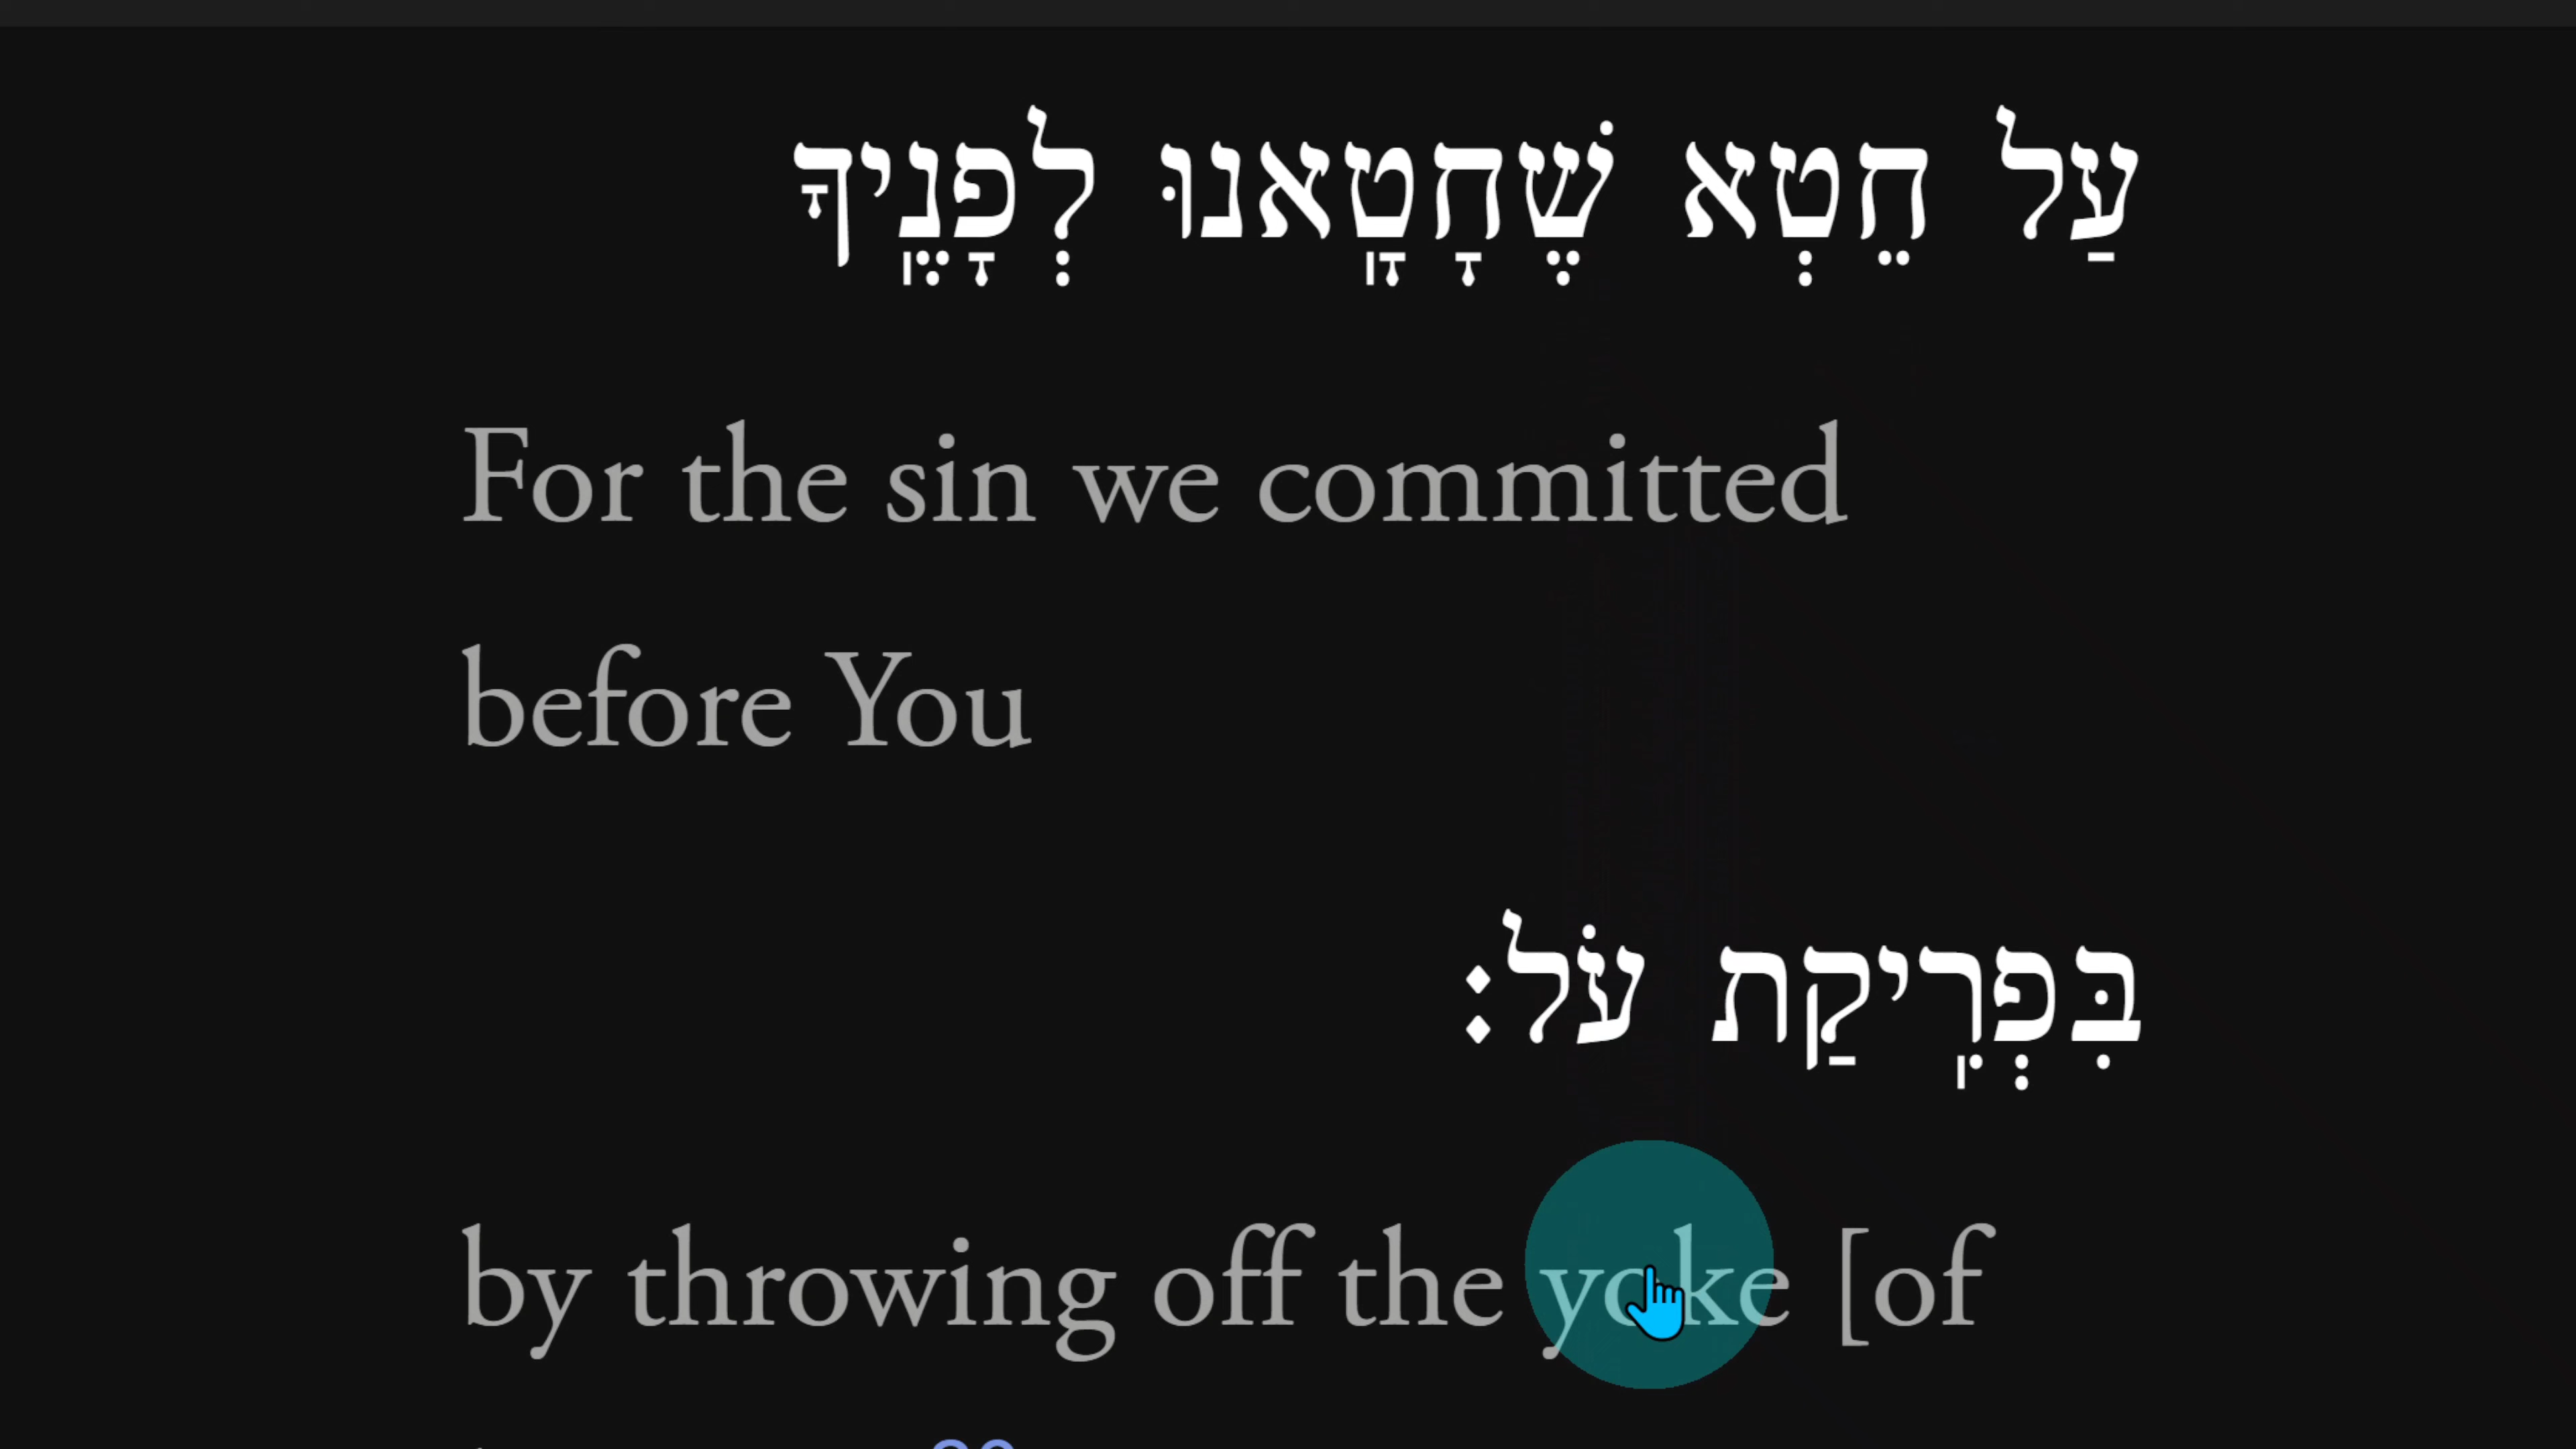 עַל חֵטְא שֶׁחָטָֽאנוּ לְפָנֶֽיךָ
For the sin we committed
before You
בִּפְרִֽיקַת עֹל:
by throwing off the yoke [of